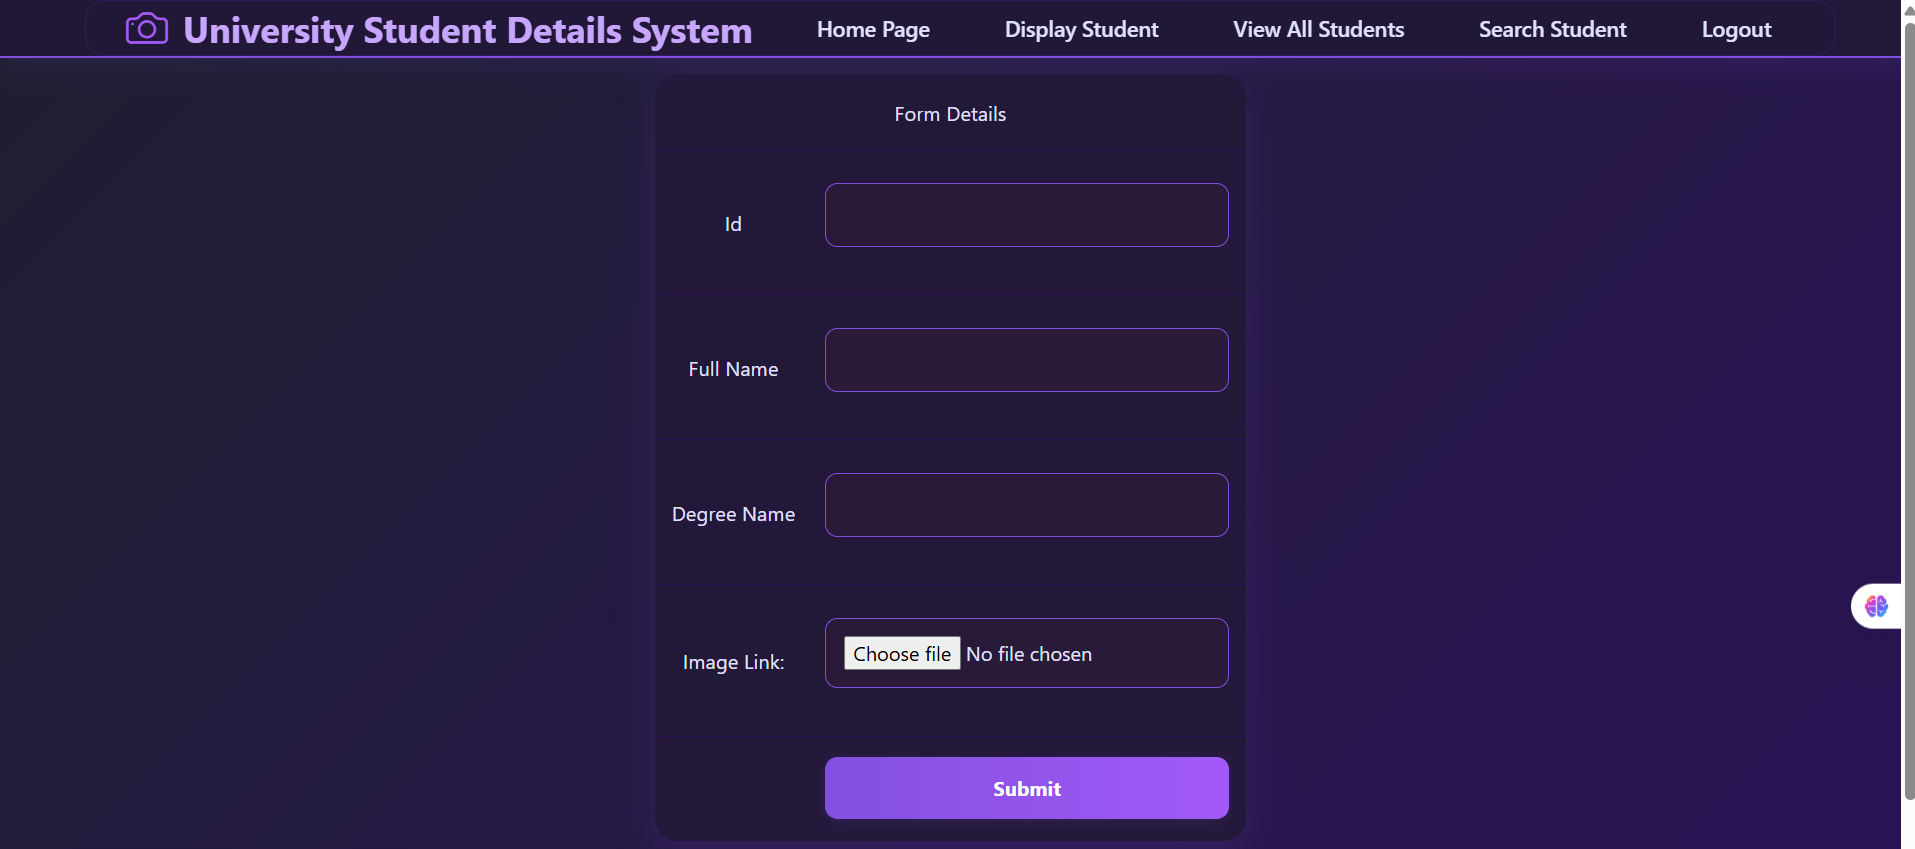 University Student Details System
Home Page
Display Student
View All Students
Search Student
Logout
Form Details
Id
Full Name
Degree Name
Image Link:
Choose file No file chosen
Submit